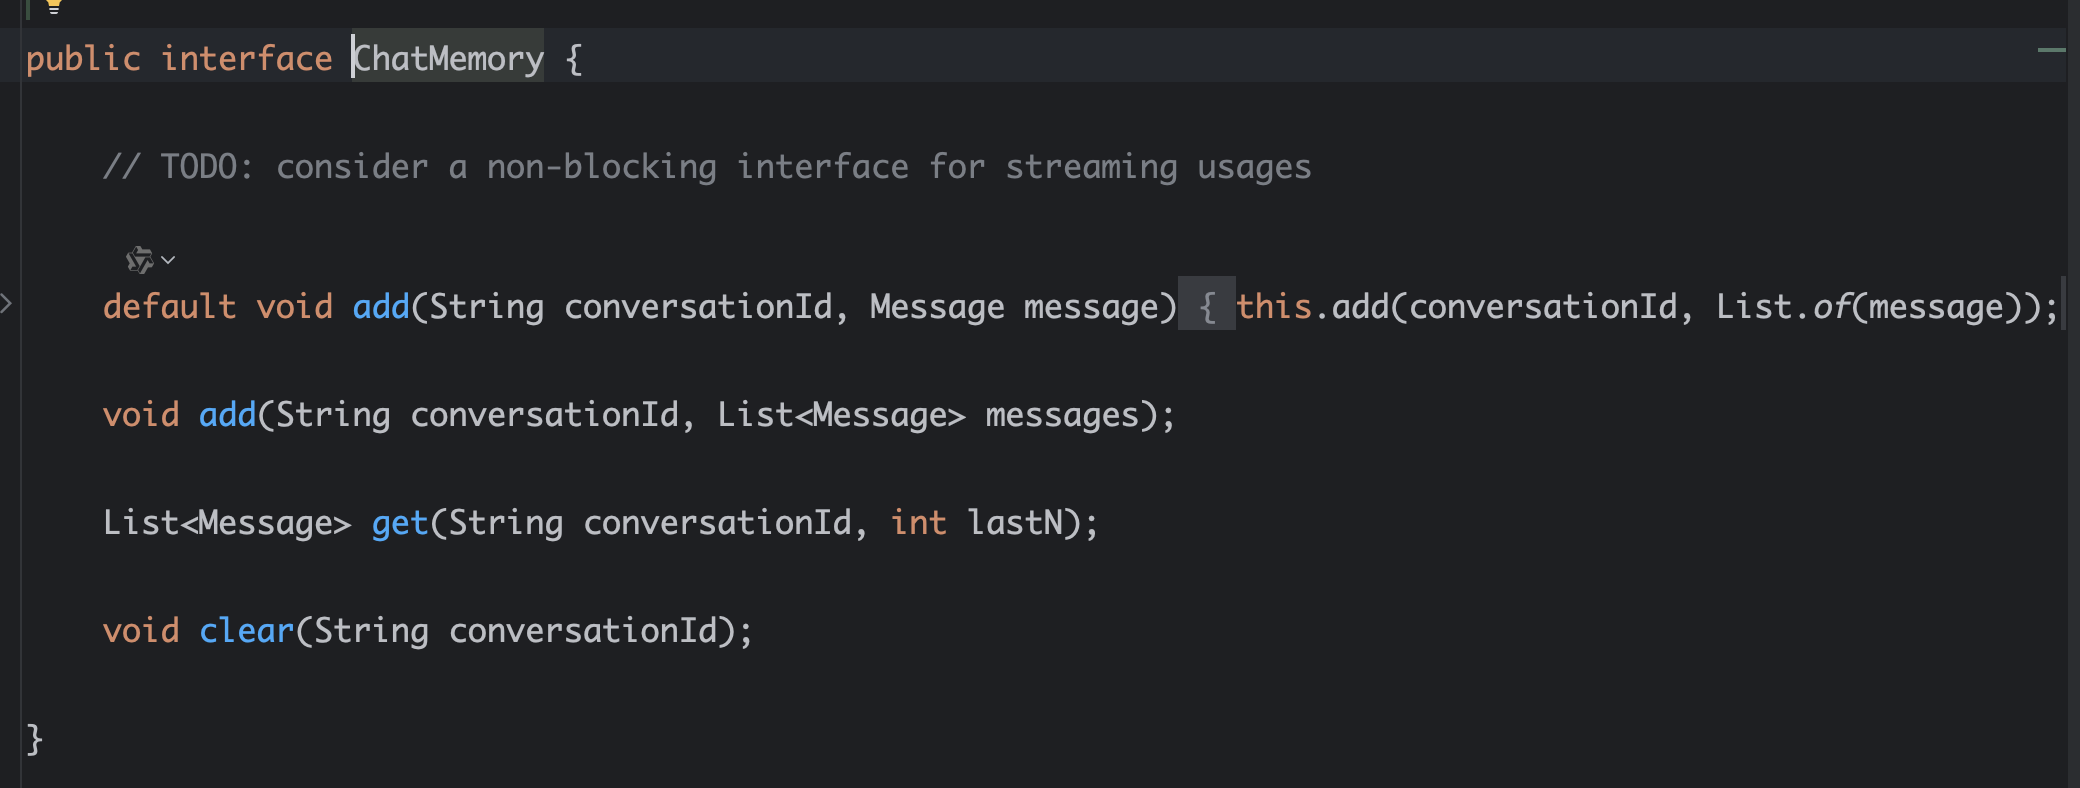 public interface ChatMemory {
// TODO: consider a non-blocking interface for streaming usages
default void add(String conversationId, Message message) { this.add(conversationId, List.of(message));
void add(String conversationId, List<Message> messages);
List<Message> get(String conversationId, int lastN);
void clear(String conversationId);
}